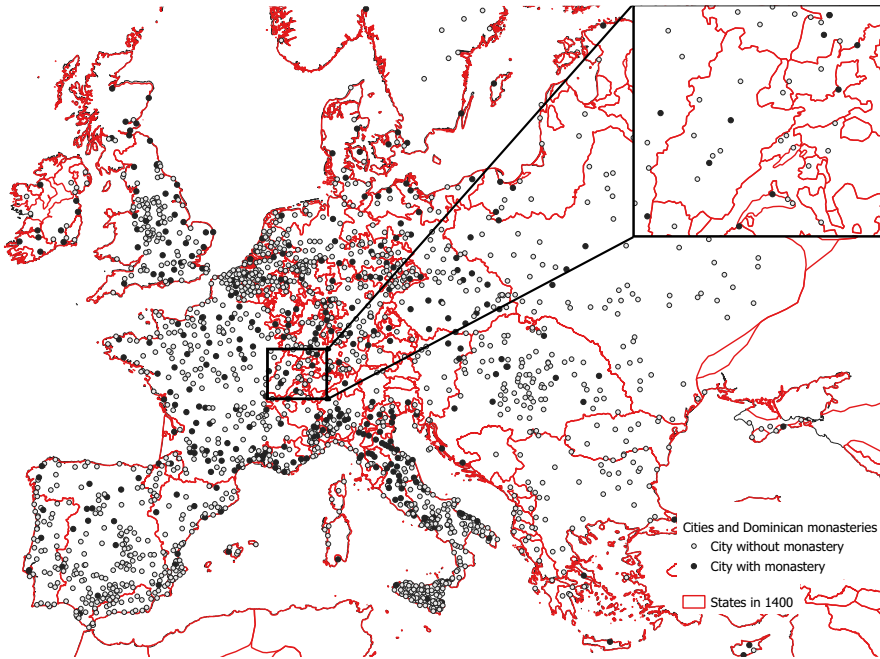 Cities and Dominican monasteries
City without monastery
City with monastery
States in 1400